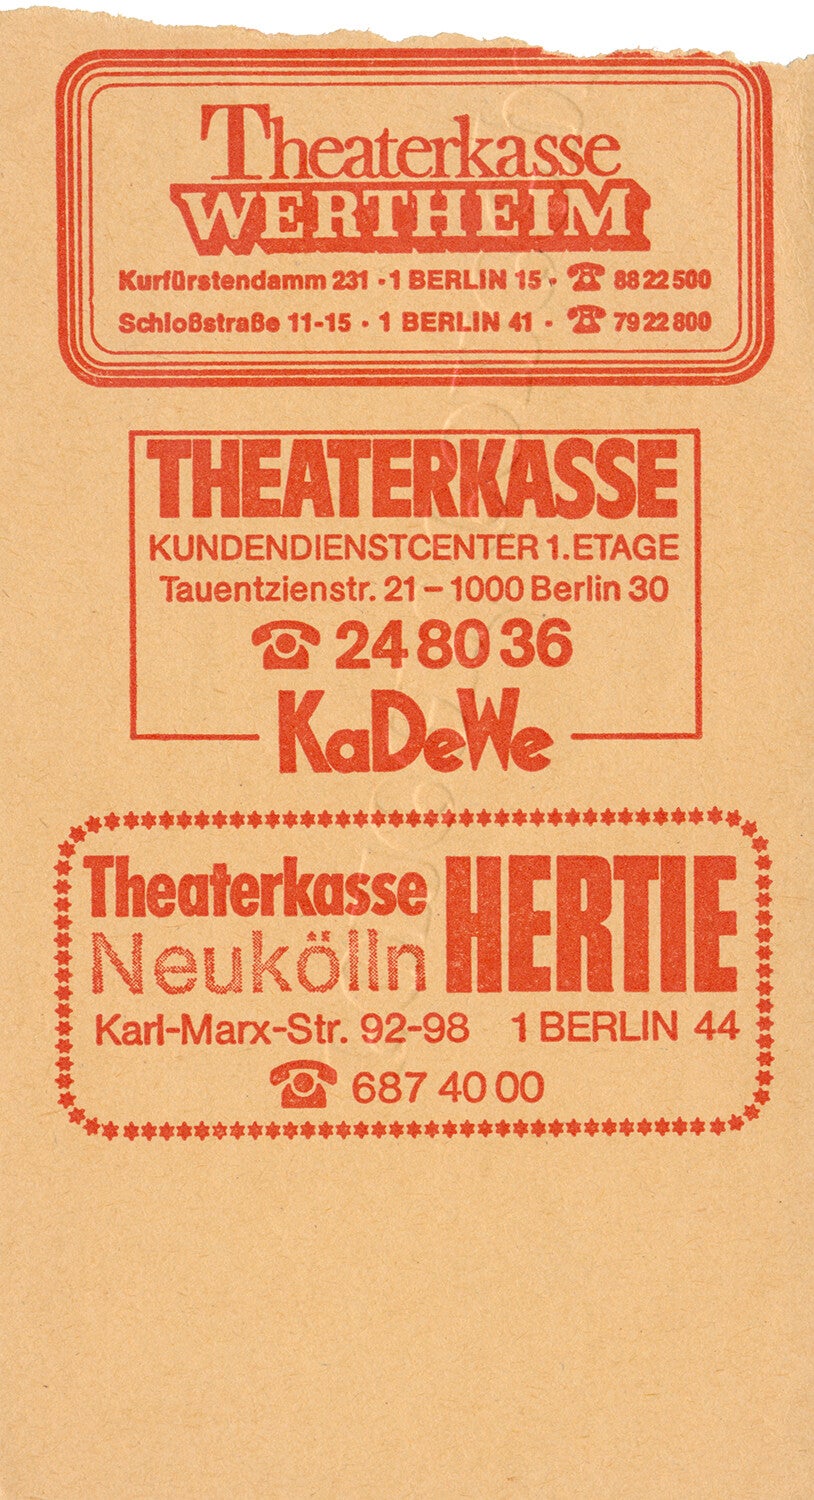 Theaterkasse
WERTHEIM
Kurfürstendamm 231 · 1 BERLIN 15 · ☎ 88 22 500
Schloßstraße 11-15 · 1 BERLIN 41 · ☎ 79 22 800
THEATERKASSE
KUNDENDIENSTCENTER 1. ETAGE
Tauentzienstr. 21 – 1000 Berlin 30
☎ 24 80 36
KaDeWe
Theaterkasse HERTIE
Neukölln
Karl-Marx-Str. 92-98 1 BERLIN 44
☎ 687 40 00